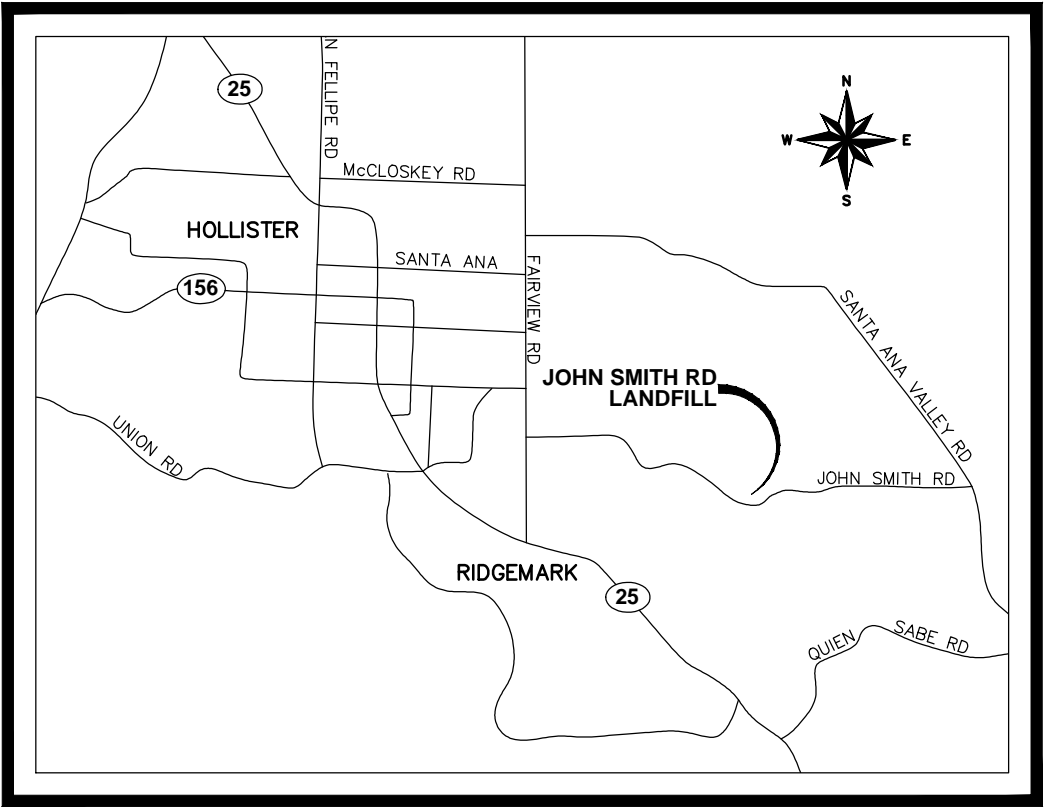 25
N FELLIPE RD
N
W E
S
McCLOSKEY RD
HOLLISTER
SANTA ANA
FAIRVIEW RD
156
SANTA ANA VALLEY RD
JOHN SMITH RD
LANDFILL
UNION RD
JOHN SMITH RD
RIDGEMARK
25
QUIEN SABE RD